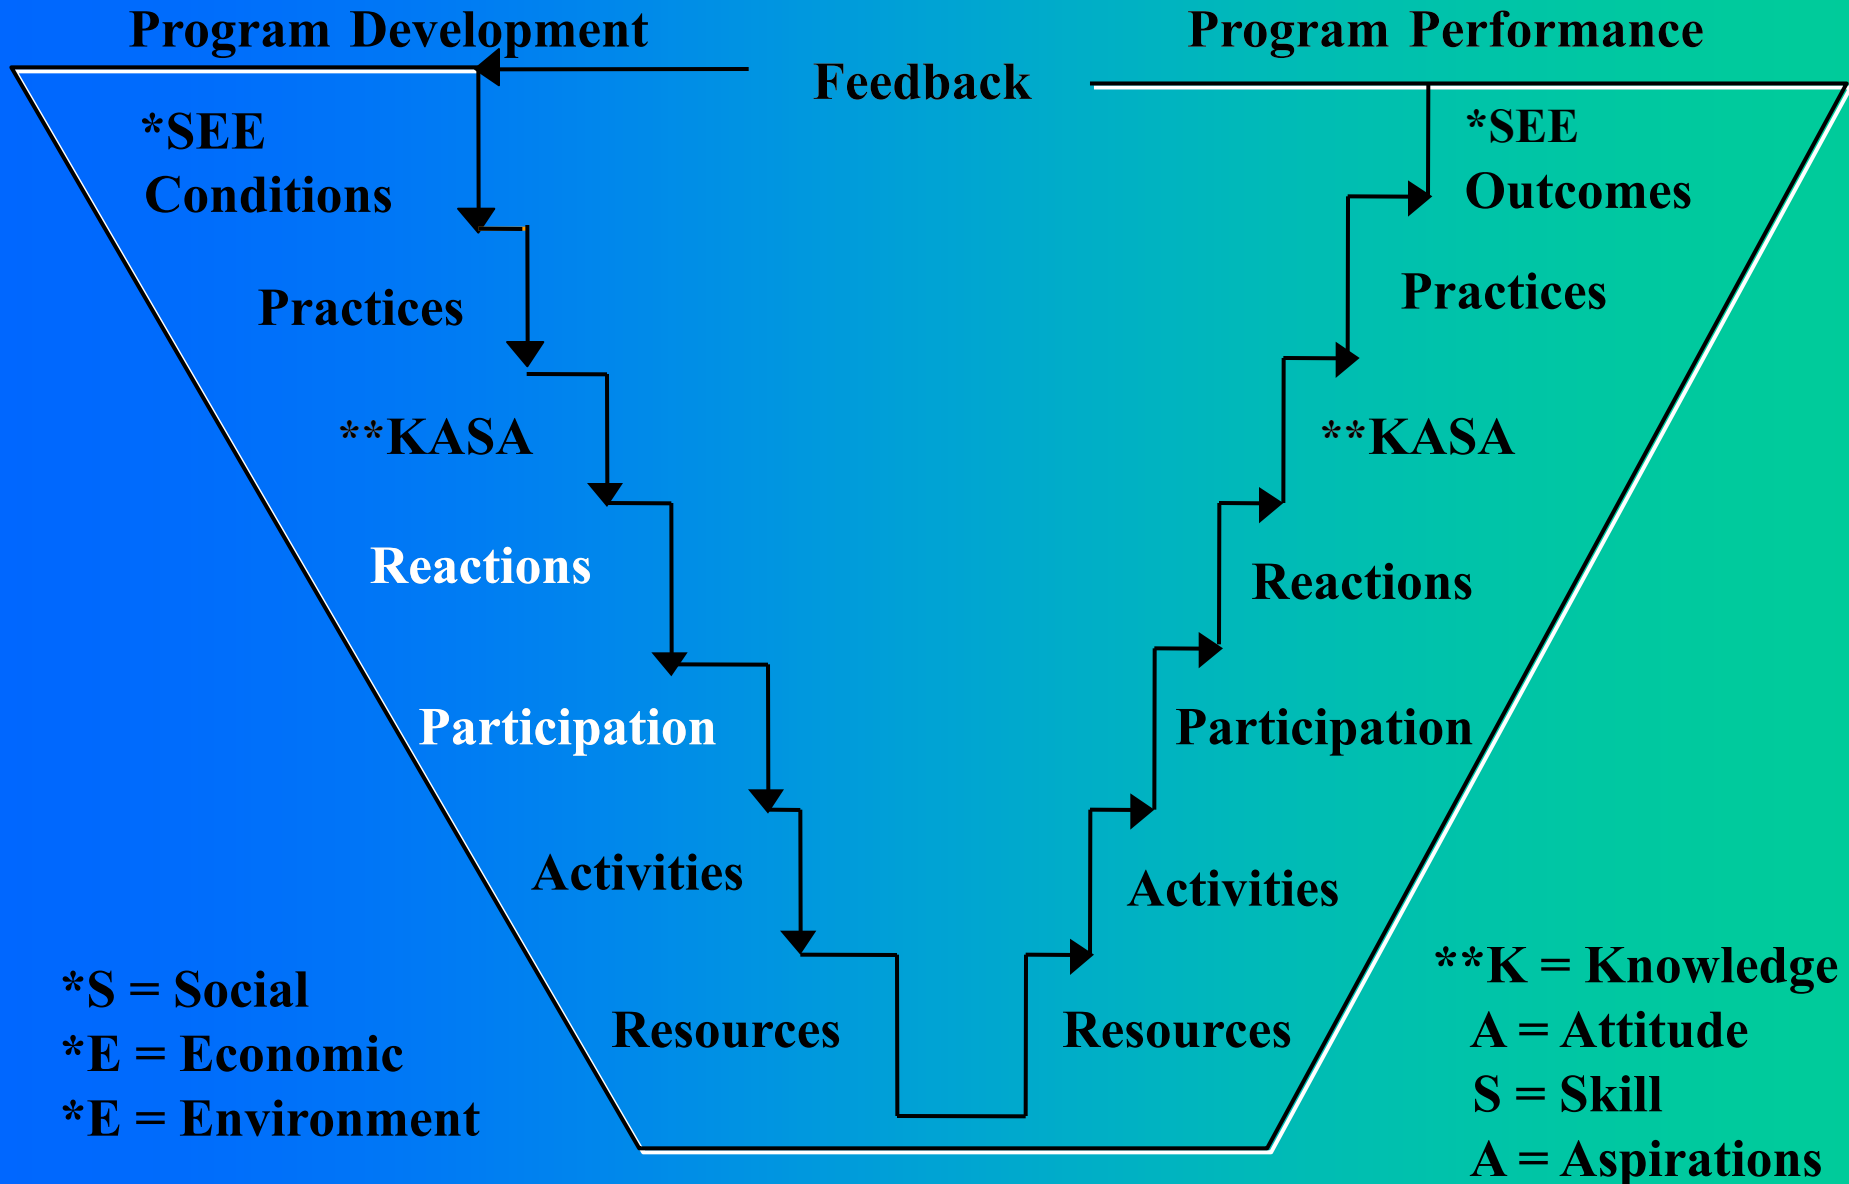 Program Development
Program Performance
Feedback
*SEE
Conditions
Practices
**KASA
Reactions
Participation
Activities
Resources
*SEE
Outcomes
Practices
**KASA
Reactions
Participation
Activities
Resources
*S = Social
*E = Economic
*E = Environment
**K = Knowledge
A = Attitude
S = Skill
A = Aspirations